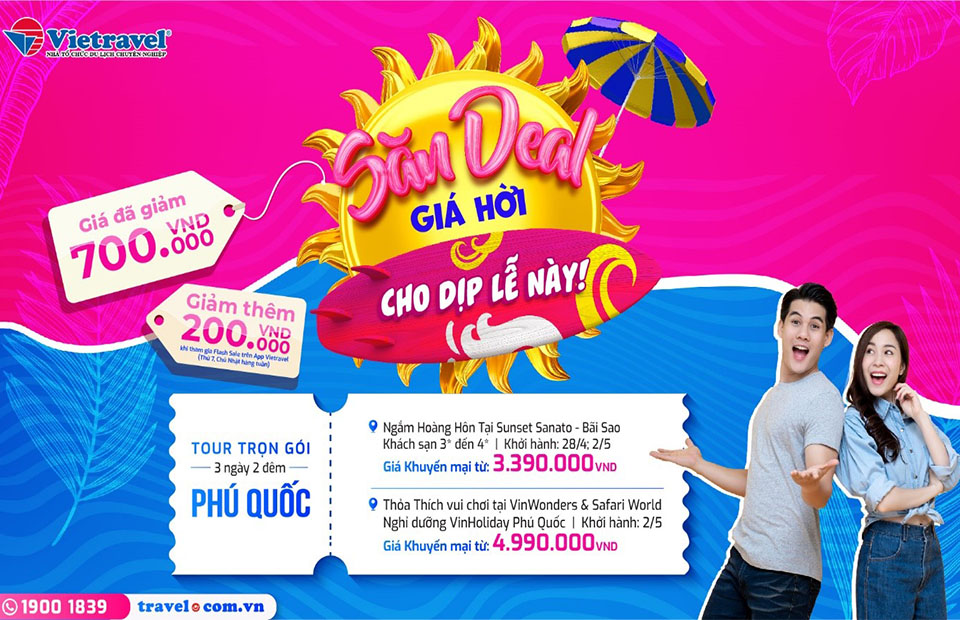 Vietravel®
NHÀ TỔ CHỨC DU LỊCH CHUYÊN NGHIỆP
Săn Deal
GIÁ HỜI
CHO DỊP LỄ NÀY!
Giá đã giảm
700.000 VND
Giảm thêm
200.000 VND
khi tham gia Flash Sale trên App Vietravel
(Thứ 7, Chủ Nhật hàng tuần)
TOUR TRỌN GÓI
3 ngày 2 đêm
PHÚ QUỐC
Ngắm Hoàng Hôn Tại Sunset Sanato - Bãi Sao
Khách sạn 3* đến 4* | Khởi hành: 28/4; 2/5
Giá Khuyến mại từ: 3.390.000VND
Thỏa Thích vui chơi tại VinWonders & Safari World
Nghỉ dưỡng VinHoliday Phú Quốc | Khởi hành: 2/5
Giá Khuyến mại từ: 4.990.000VND
1900 1839
travel.com.vn